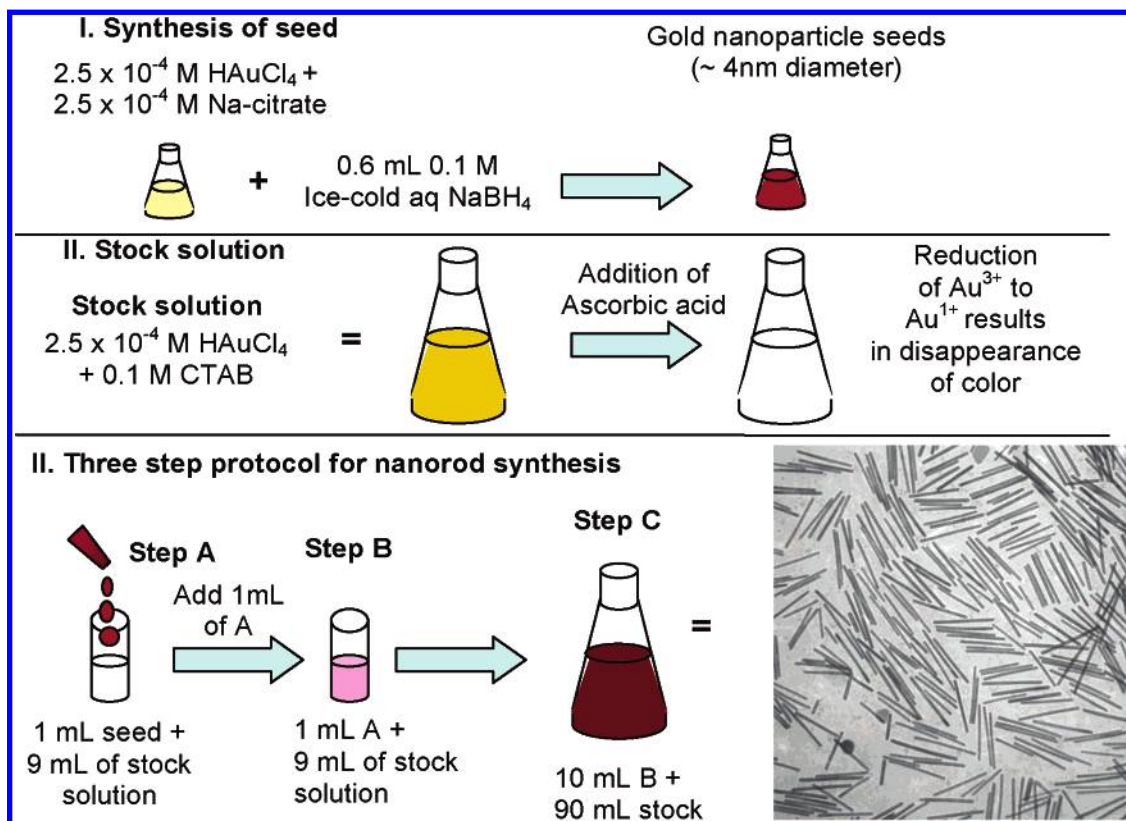 I. Synthesis of seed
2.5 x 10⁻⁴ M HAuCl₄ +
2.5 x 10⁻⁴ M Na-citrate
+
0.6 mL 0.1 M
Ice-cold aq NaBH₄
Gold nanoparticle seeds
(~ 4nm diameter)
II. Stock solution
Stock solution
2.5 x 10⁻⁴ M HAuCl₄
+ 0.1 M CTAB
=
Addition of
Ascorbic acid
Reduction
of Au³⁺ to
Au¹⁺ results
in disappearance
of color
II. Three step protocol for nanorod synthesis
Step A
Add 1mL
of A
Step B
Step C
=
1 mL seed +
9 mL of stock
solution
1 mL A +
9 mL of stock
solution
10 mL B +
90 mL stock